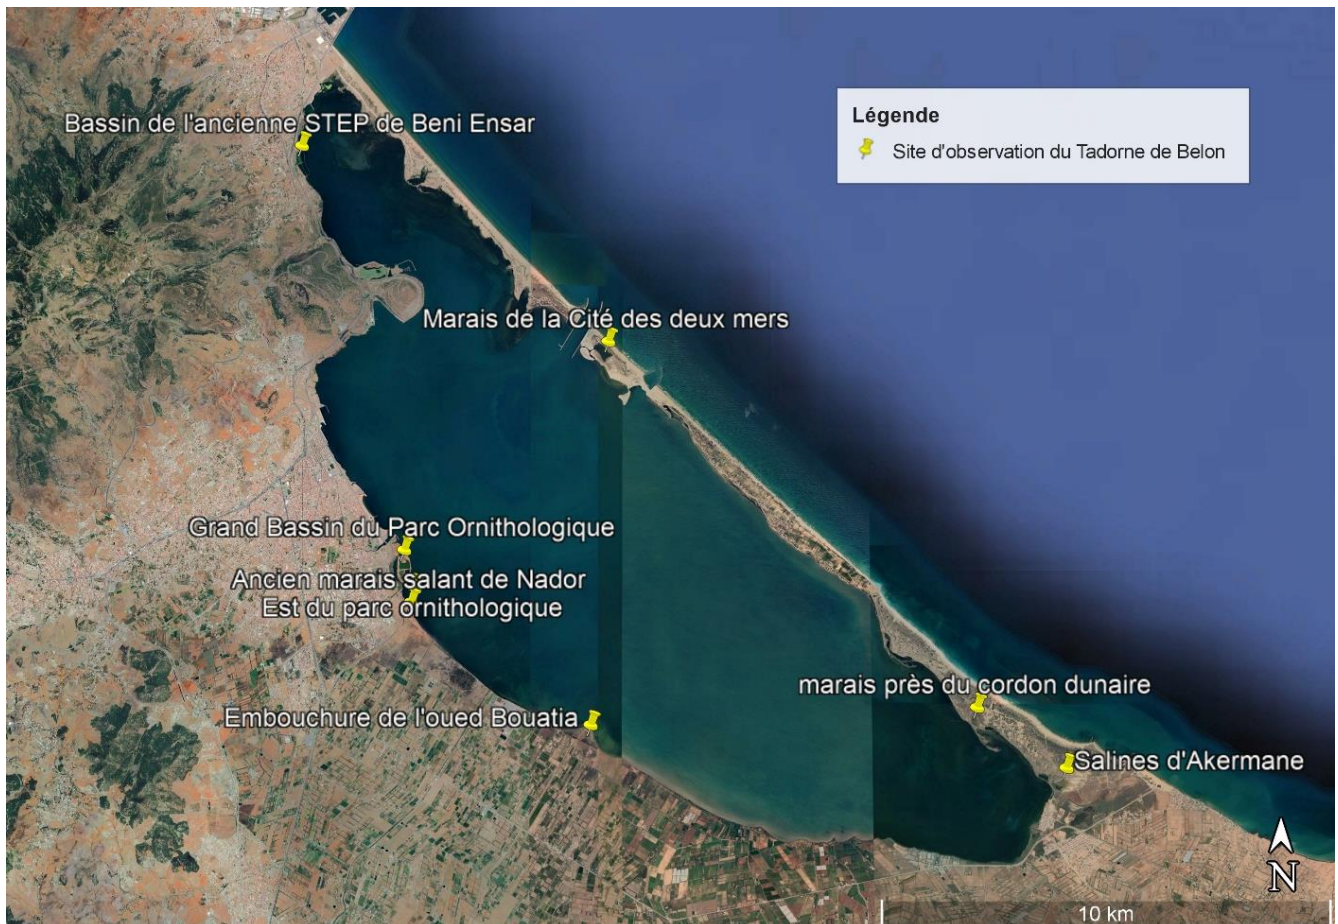 Bassin de l'ancienne STEP de Beni Ensar
Légende
Site d'observation du Tadorne de Belon
Marais de la Cité des deux mers
Grand Bassin du Parc Ornithologique
Ancien marais salant de Nador
Est du parc ornithologique
marais près du cordon dunaire
Embouchure de l'oued Bouatia
Salines d'Akermane
N
10 km